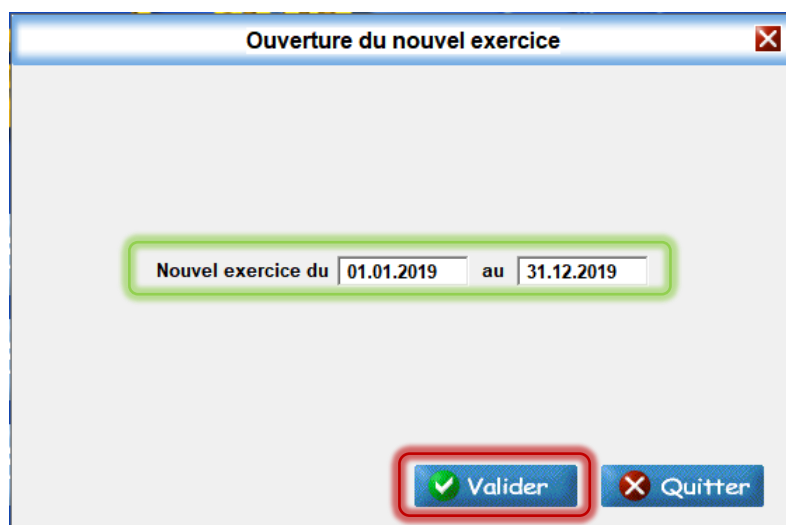 Ouverture du nouvel exercice
Nouvel exercice du 01.01.2019 au 31.12.2019
Valider Quitter